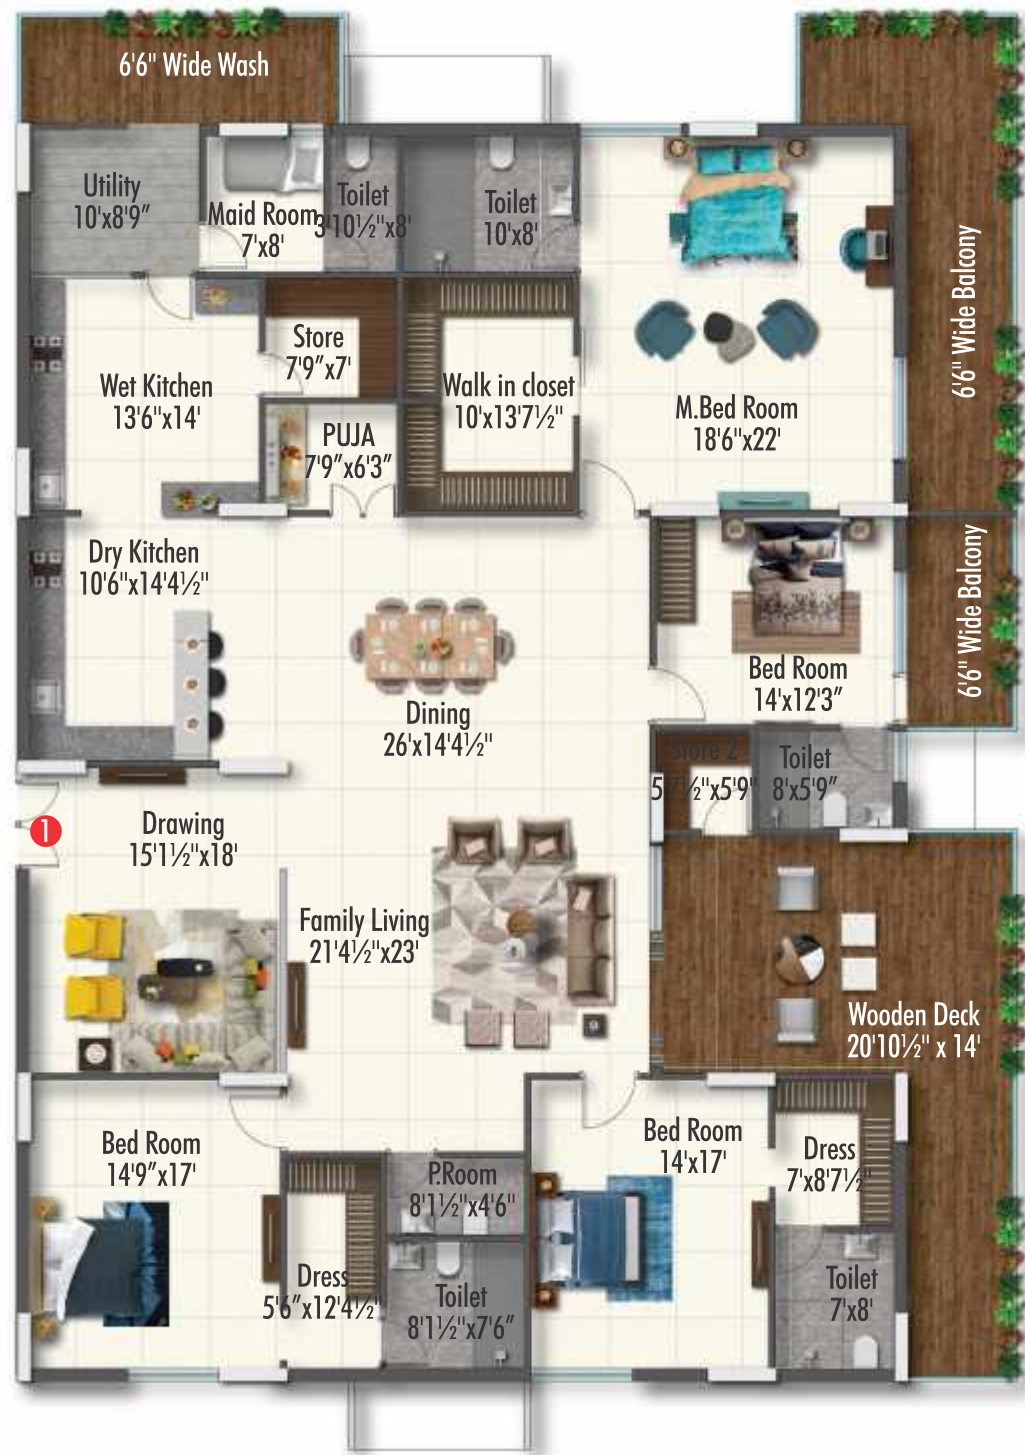 6'6" Wide Wash
Utility
10'x8'9”
Maid Room
7'x8'
Toilet
3'10½"x8'
Toilet
10'x8'
6'6" Wide Balcony
Wet Kitchen
13'6"x14'
Store
7'9”x7'
Walk in closet
10'x13'7½"
M.Bed Room
18'6"x22'
PUJA
7'9”x6'3”
Dry Kitchen
10'6"x14'4½"
6'6" Wide Balcony
Bed Room
14'x12'3”
Dining
26'x14'4½"
Store 2
5'7½"x5'9"
Toilet
8'x5'9”
1
Drawing
15'1½"x18'
Family Living
21'4½"x23'
Wooden Deck
20'10½" x 14'
Bed Room
14'9”x17'
P.Room
8'1½"x4'6"
Bed Room
14'x17'
Dress
7'x8'7½"
Dress
5'6”x12'4½"
Toilet
8'1½"x7'6”
Toilet
7'x8'